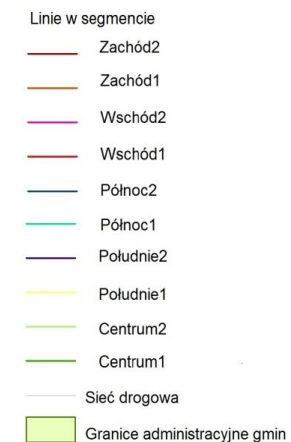 Linie w segmencie
Zachód2
Zachód1
Wschód2
Wschód1
Północ2
Północ1
Południe2
Południe1
Centrum2
Centrum1
Sieć drogowa
Granice administracyjne gmin